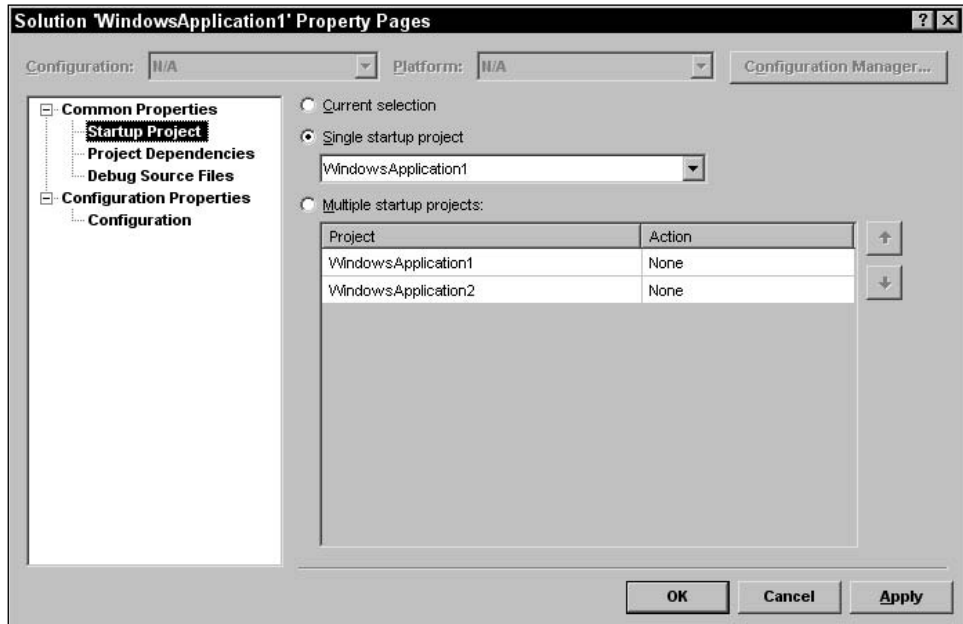 Solution 'WindowsApplication1' Property Pages
Configuration: N/A Platform: N/A Configuration Manager...
Common Properties
Startup Project
Project Dependencies
Debug Source Files
Configuration Properties
Configuration
Current selection
Single startup project
WindowsApplication1
Multiple startup projects:
Project Action
WindowsApplication1 None
WindowsApplication2 None
OK Cancel Apply